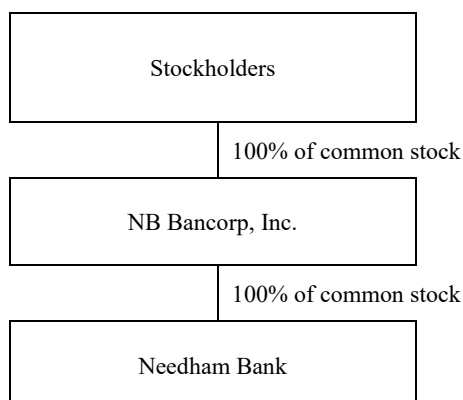 Stockholders
100% of common stock
NB Bancorp, Inc.
100% of common stock
Needham Bank